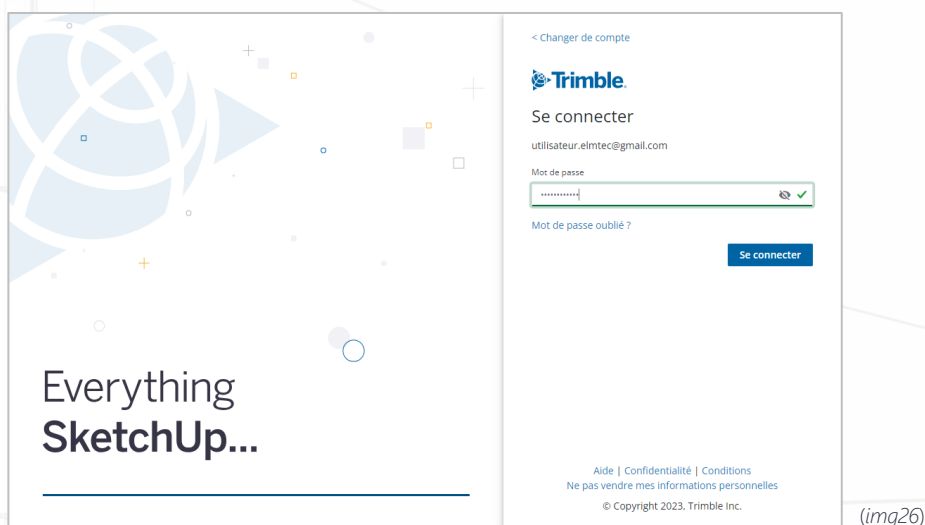 < Changer de compte
Trimble.
Se connecter
utilisateur.elmtec@gmail.com
Mot de passe
············
Mot de passe oublié ?
Se connecter
Everything
SketchUp...
Aide | Confidentialité | Conditions
Ne pas vendre mes informations personnelles
© Copyright 2023, Trimble Inc.
(img26)